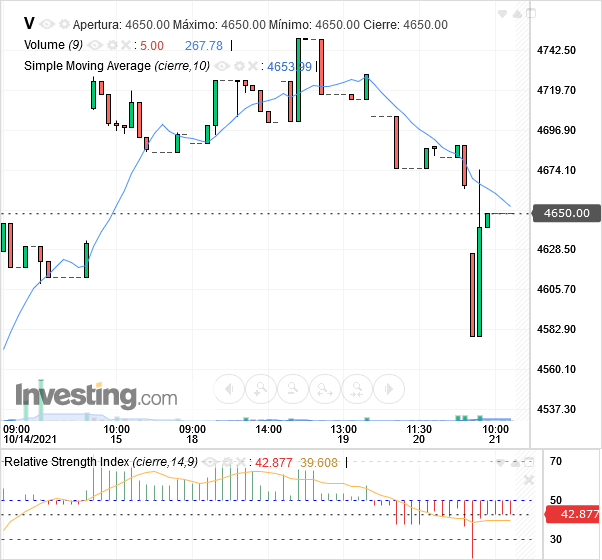 V Apertura: 4650.00 Máximo: 4650.00 Mínimo: 4650.00 Cierre: 4650.00
Volume (9) : 5.00 267.78
Simple Moving Average (cierre,10) : 4653.99
4742.50
4719.70
4696.90
4674.10
4650.00
4628.50
4605.70
4582.90
4560.10
4537.30
Investing.com
09:00 10:00 09:00 14:00 13:00 11:30 10:00
10/14/2021 15 18 19 20 21
Relative Strength Index (cierre,14,9) : 42.877 39.608
70
50
42.877
30